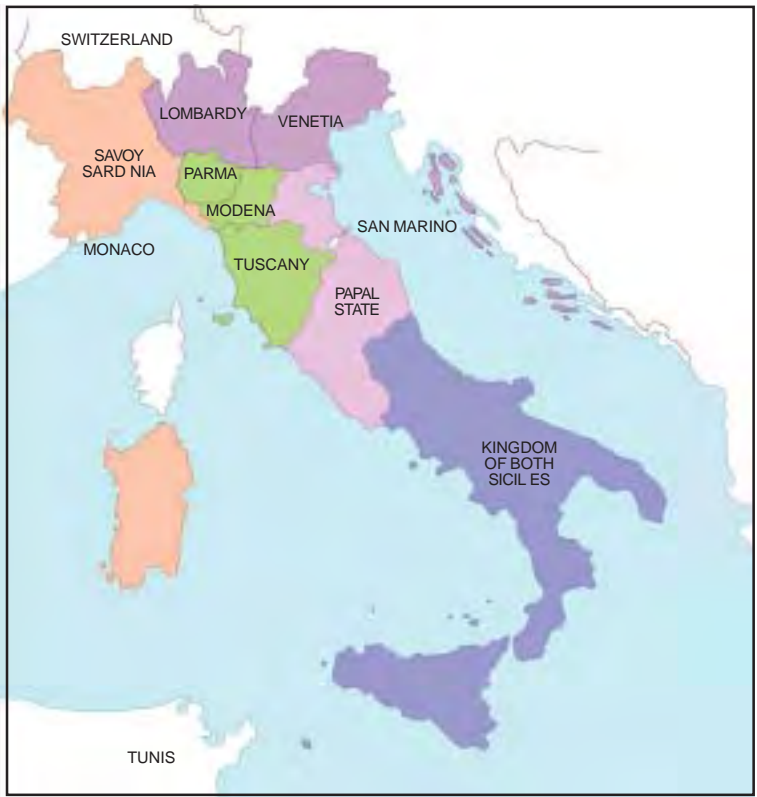 SWITZERLAND
LOMBARDY
VENETIA
SAVOY
SARD NIA
PARMA
MODENA
SAN MARINO
MONACO
TUSCANY
PAPAL
STATE
KINGDOM
OF BOTH
SICIL ES
TUNIS